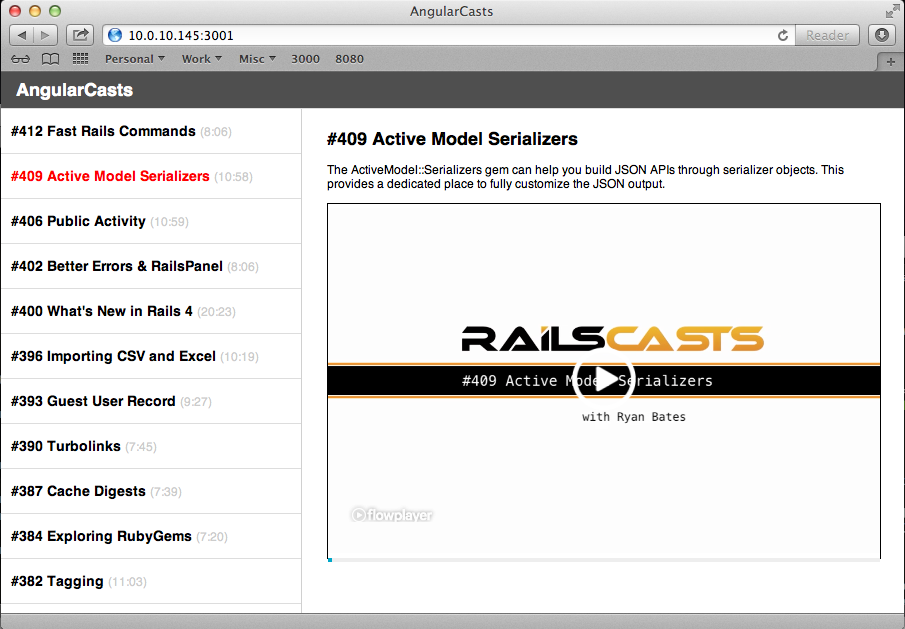 AngularCasts
10.0.10.145:3001
Reader
Personal
Work
Misc
3000
8080
AngularCasts
#412 Fast Rails Commands (8:06)
#409 Active Model Serializers (10:58)
#406 Public Activity (10:59)
#402 Better Errors & RailsPanel (8:06)
#400 What's New in Rails 4 (20:23)
#396 Importing CSV and Excel (10:19)
#393 Guest User Record (9:27)
#390 Turbolinks (7:45)
#387 Cache Digests (7:39)
#384 Exploring RubyGems (7:20)
#382 Tagging (11:03)
#409 Active Model Serializers
The ActiveModel::Serializers gem can help you build JSON APIs through serializer objects. This
provides a dedicated place to fully customize the JSON output.
RAILSCASTS
#409 Active Model Serializers
with Ryan Bates
flowplayer